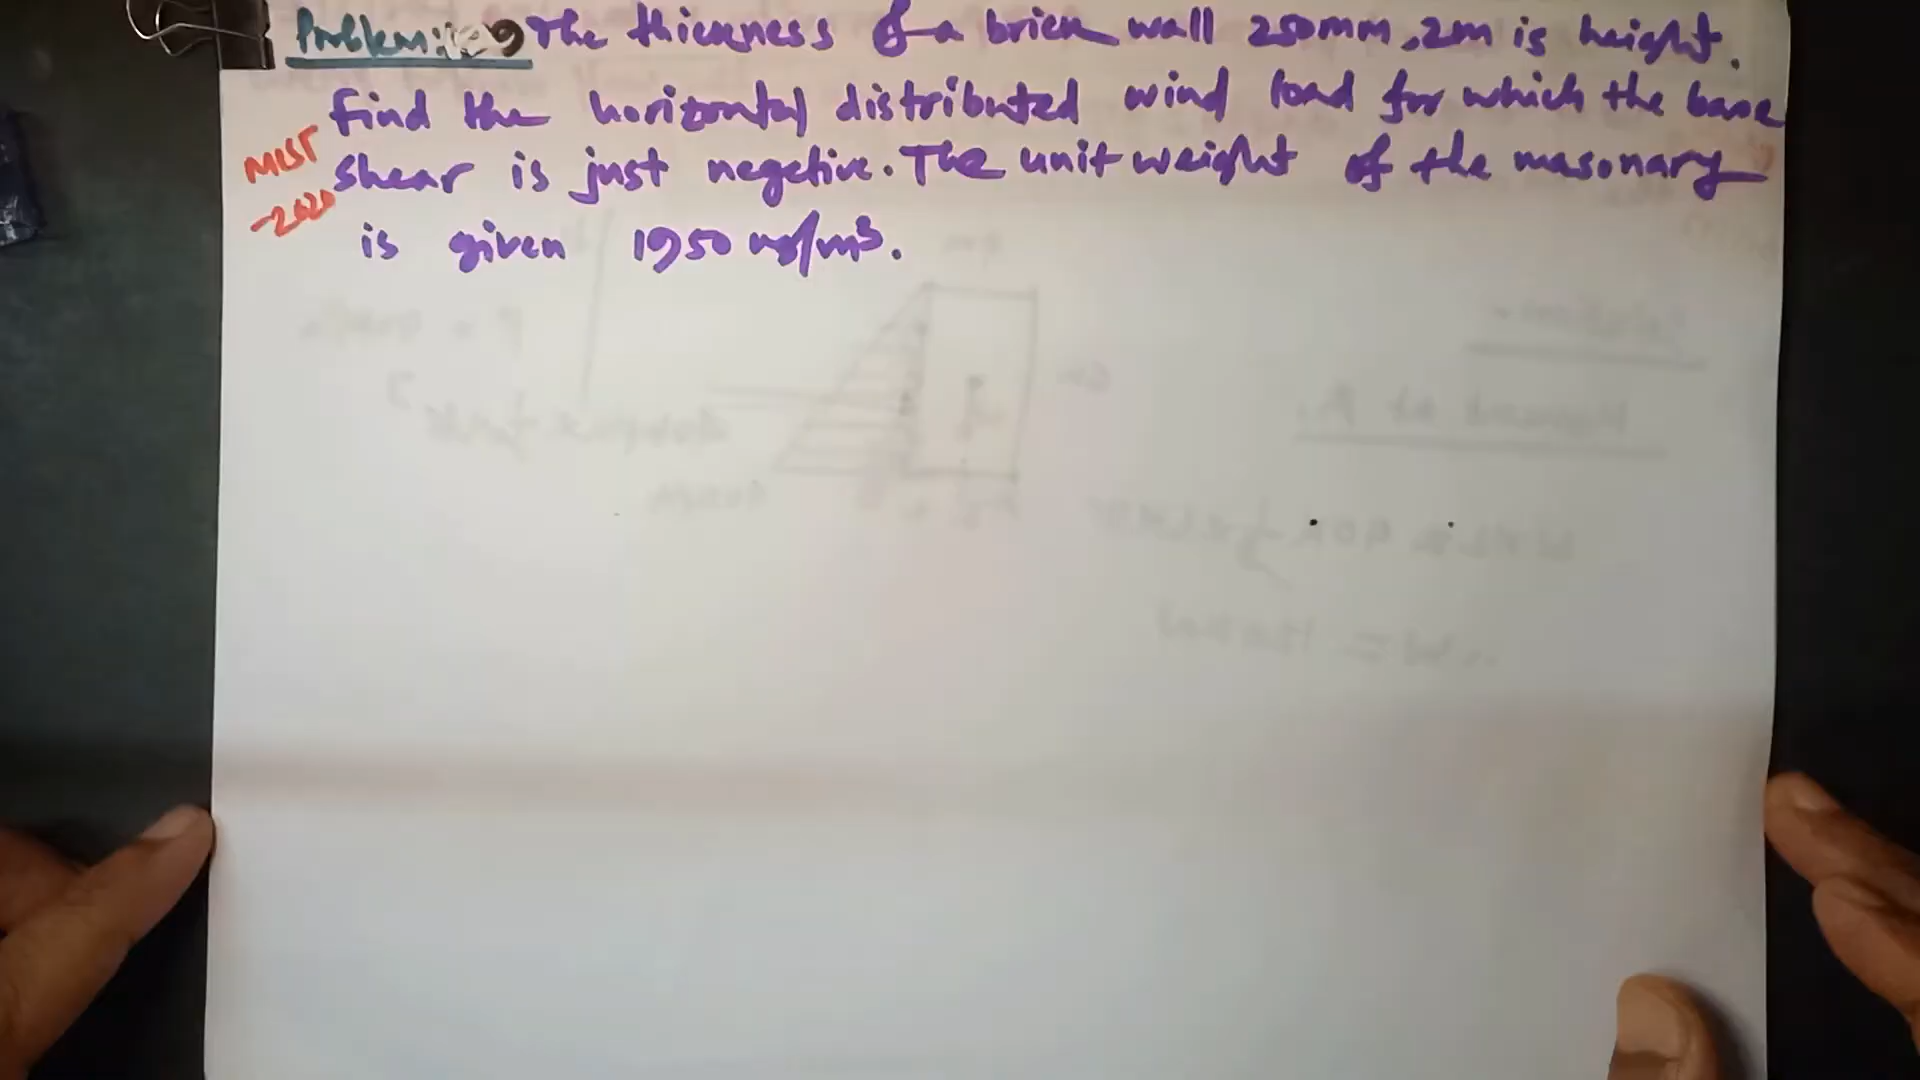 Problem: The thickness of a brick wall 250mm, 2m is height.
Find the horizontal distributed wind load for which the base
shear is just negetive. The unit weight of the masonary
is given 1950 kg/m³.
MIST
-2020